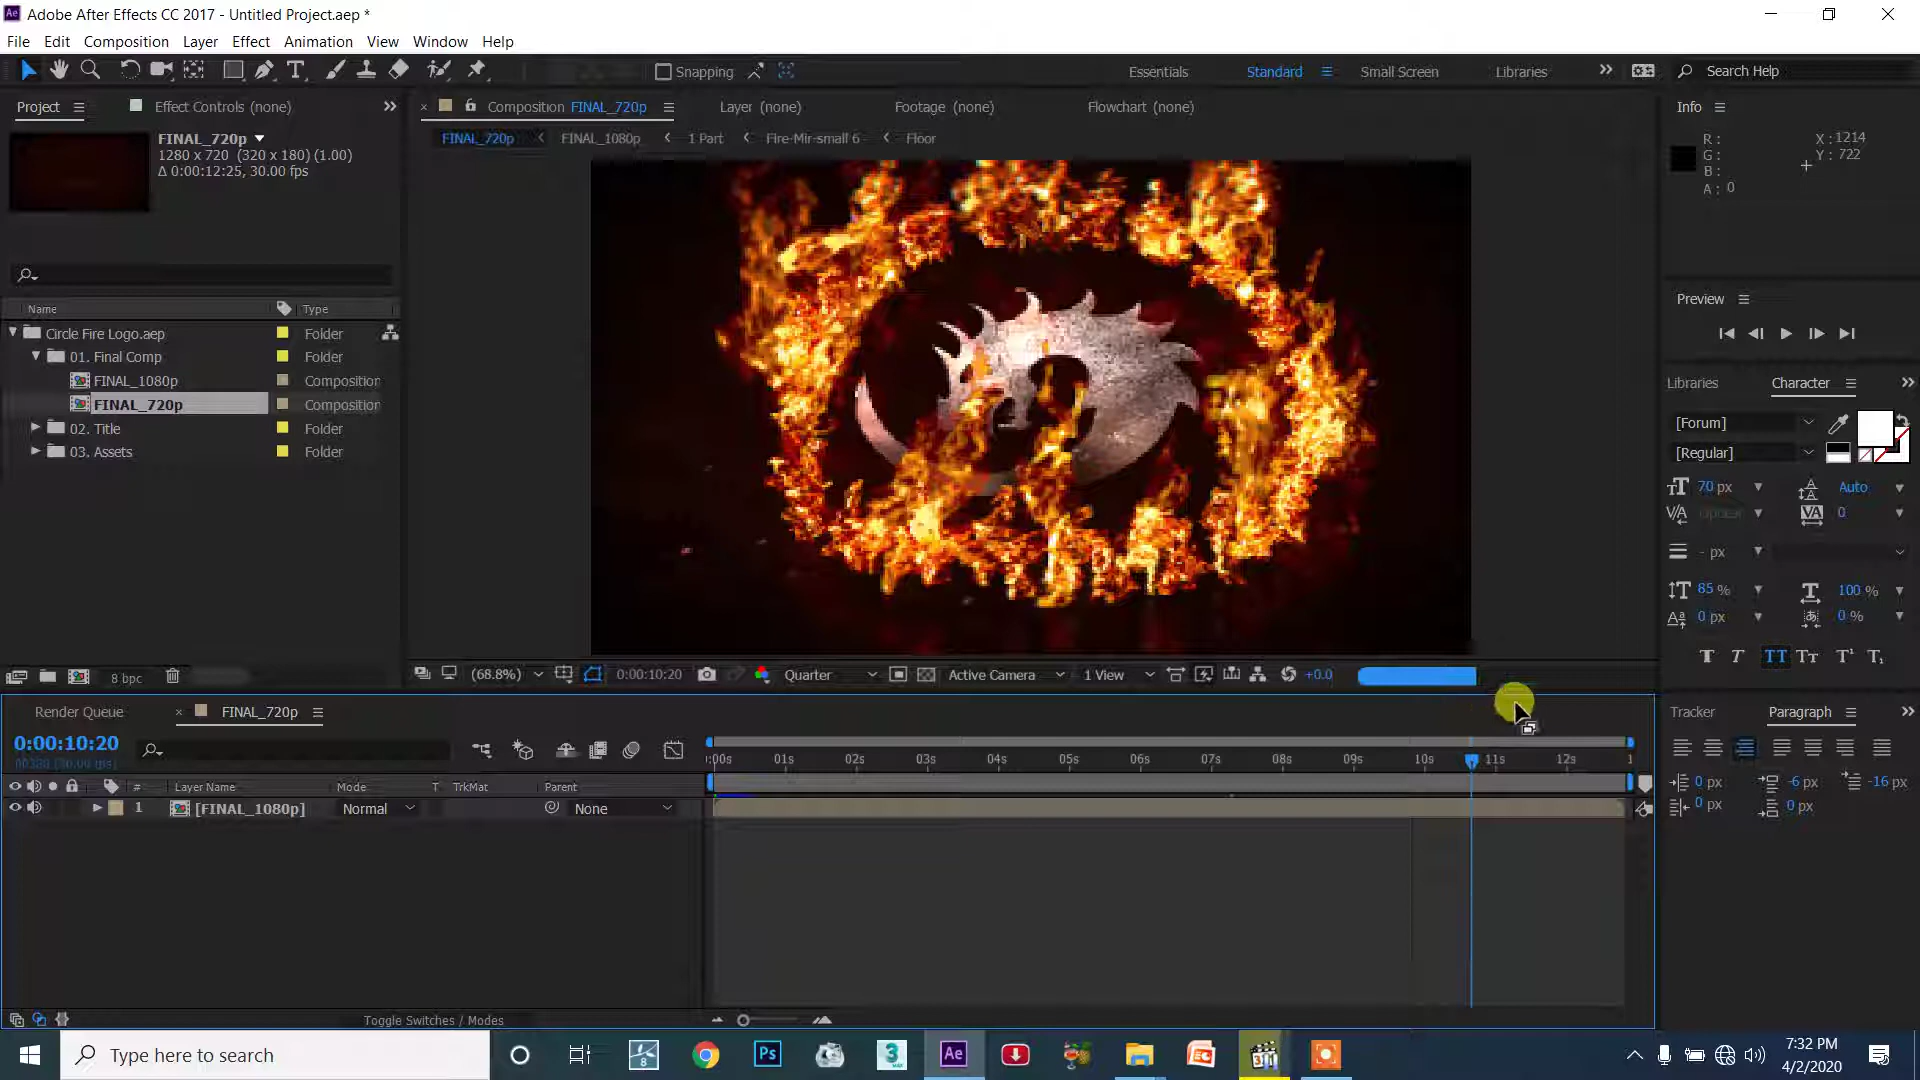 Adobe After Effects CC 2017 - Untitled Project.aep *
File Edit Composition Layer Effect Animation View Window Help
Snapping Essentials Standard Small Screen Libraries Search Help
Project Effect Controls (none) Composition FINAL_720p Layer (none) Footage (none) Flowchart (none) Info
FINAL_720p
1280 x 720 (320 x 180) (1.00)
Δ 0:00:12:25, 30.00 fps
FINAL_720p FINAL_1080p 1 Part Fire-Mir-small 6 Floor
R :
G :
B :
A : 0
X : 1214
Y : 722
Preview
Name Type
Circle Fire Logo.aep Folder
01. Final Comp Folder
FINAL_1080p Composition
FINAL_720p Composition
02. Title Folder
03. Assets Folder
Libraries Character
[Forum]
[Regular]
70 px Auto
0
- px
85 % 100 %
0 px 0 %
8 bpc (68.8%) 0:00:10:20 Quarter Active Camera 1 View +0.0
Render Queue FINAL_720p
Tracker Paragraph
0:00:10:20
:00s 01s 02s 03s 04s 05s 06s 07s 08s 09s 10s 11s 12s 1
0 px -6 px -16 px
0 px 0 px
# Layer Name Mode T TrkMat Parent
1 [FINAL_1080p] Normal None
Toggle Switches / Modes
Type here to search
7:32 PM
4/2/2020